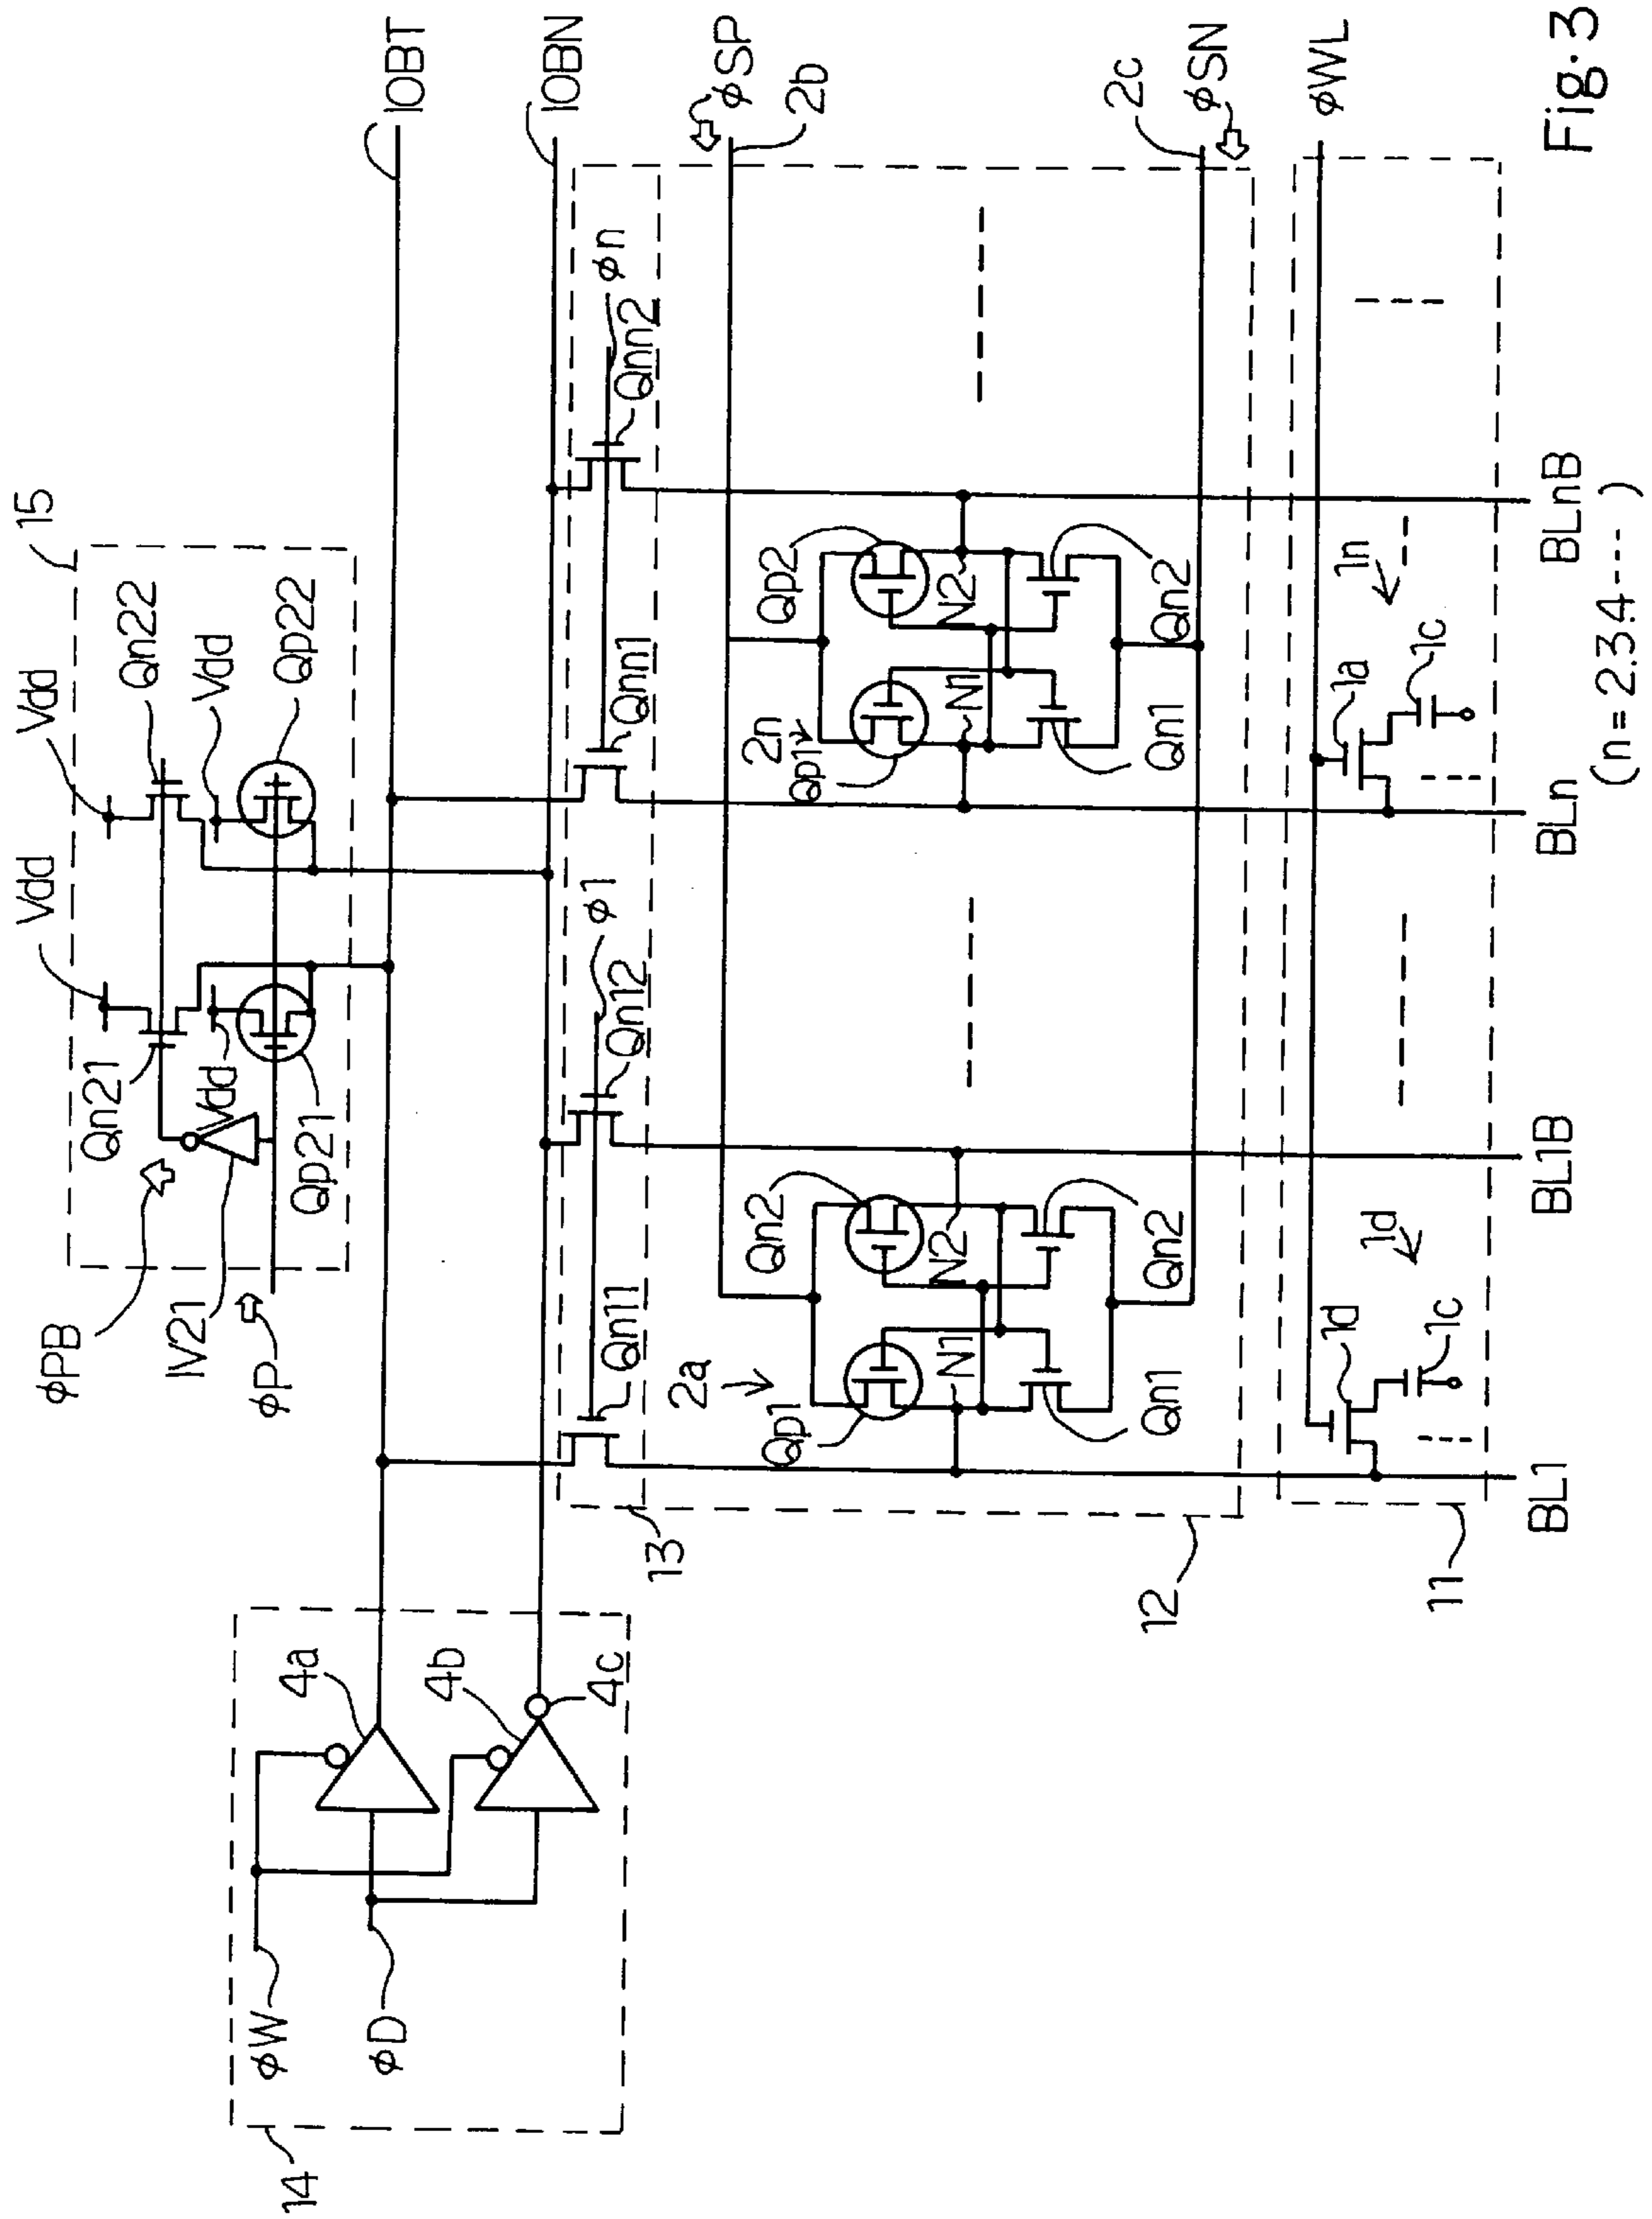 15
Vdd
Vdd
Qn22
Qn21
Vdd
Vdd
Qp22
Qp21
φPB
IV21
φP
IOBT
IOBN
14
φW
φD
4a
4b
4c
13
Qn11
Qn12
φ1
Qnn1
Qnn2
φn
φSP
2b
2a
Qp1
Qn2
N1
N2
Qn1
Qn2
2n
Qp1
Qp2
N1
N2
Qn1
Qn2
2c
φSN
12
φWL
1d
1c
1d
1a
1c
1n
11
BL1
BL1B
BLn
BLnB
(n=2.3.4----)
Fig.3